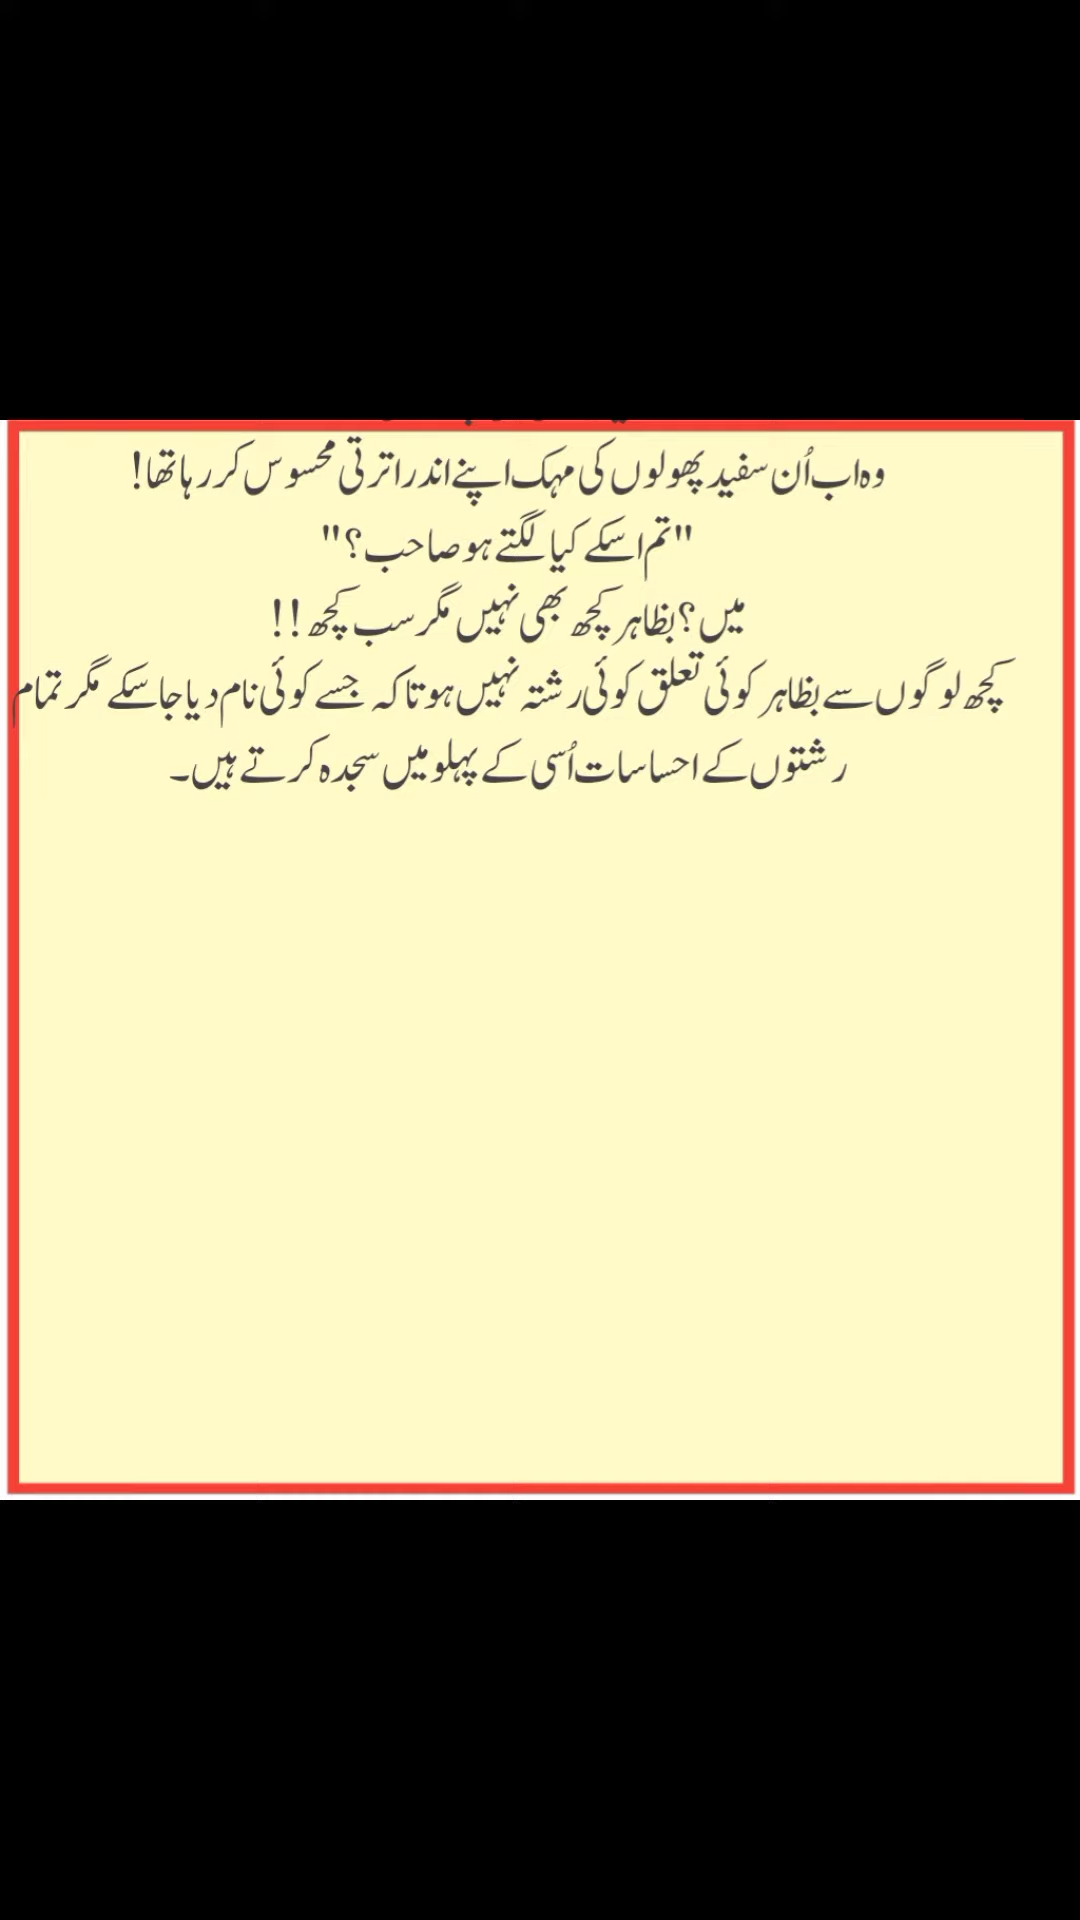 وہ اب اُن سفید پھولوں کی مہک اپنے اندر اترتی محسوس کر رہا تھا!
"تم اسکے کیا لگتے ہو صاحب؟"
میں؟ بظاہر کچھ بھی نہیں مگر سب کچھ!!
کچھ لوگوں سے بظاہر کوئی تعلق کوئی رشتہ نہیں ہوتا کہ جسے کوئی نام دیا جا سکے مگر تمام
رشتوں کے احساسات اُسی کے پہلو میں سجدہ کرتے ہیں۔